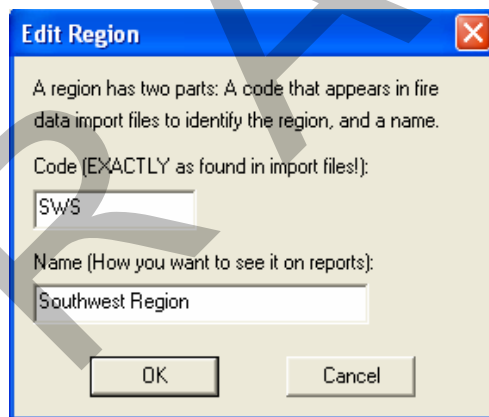 Edit Region
A region has two parts: A code that appears in fire
data import files to identify the region, and a name.
Code (EXACTLY as found in import files!):
SWS
Name (How you want to see it on reports):
Southwest Region
OK
Cancel